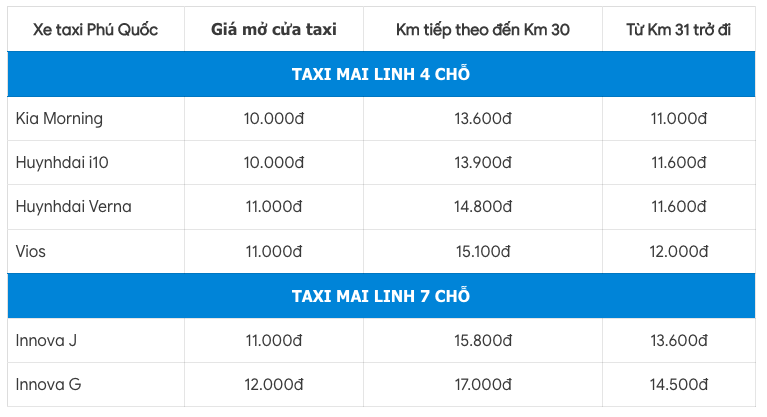 Xe taxi Phú Quốc Giá mở cửa taxi Km tiếp theo đến Km 30 Từ Km 31 trở đi
TAXI MAI LINH 4 CHỖ
Kia Morning 10.000đ 13.600đ 11.000đ
Huynhdai i10 10.000đ 13.900đ 11.600đ
Huynhdai Verna 11.000đ 14.800đ 11.600đ
Vios 11.000đ 15.100đ 12.000đ
TAXI MAI LINH 7 CHỖ
Innova J 11.000đ 15.800đ 13.600đ
Innova G 12.000đ 17.000đ 14.500đ